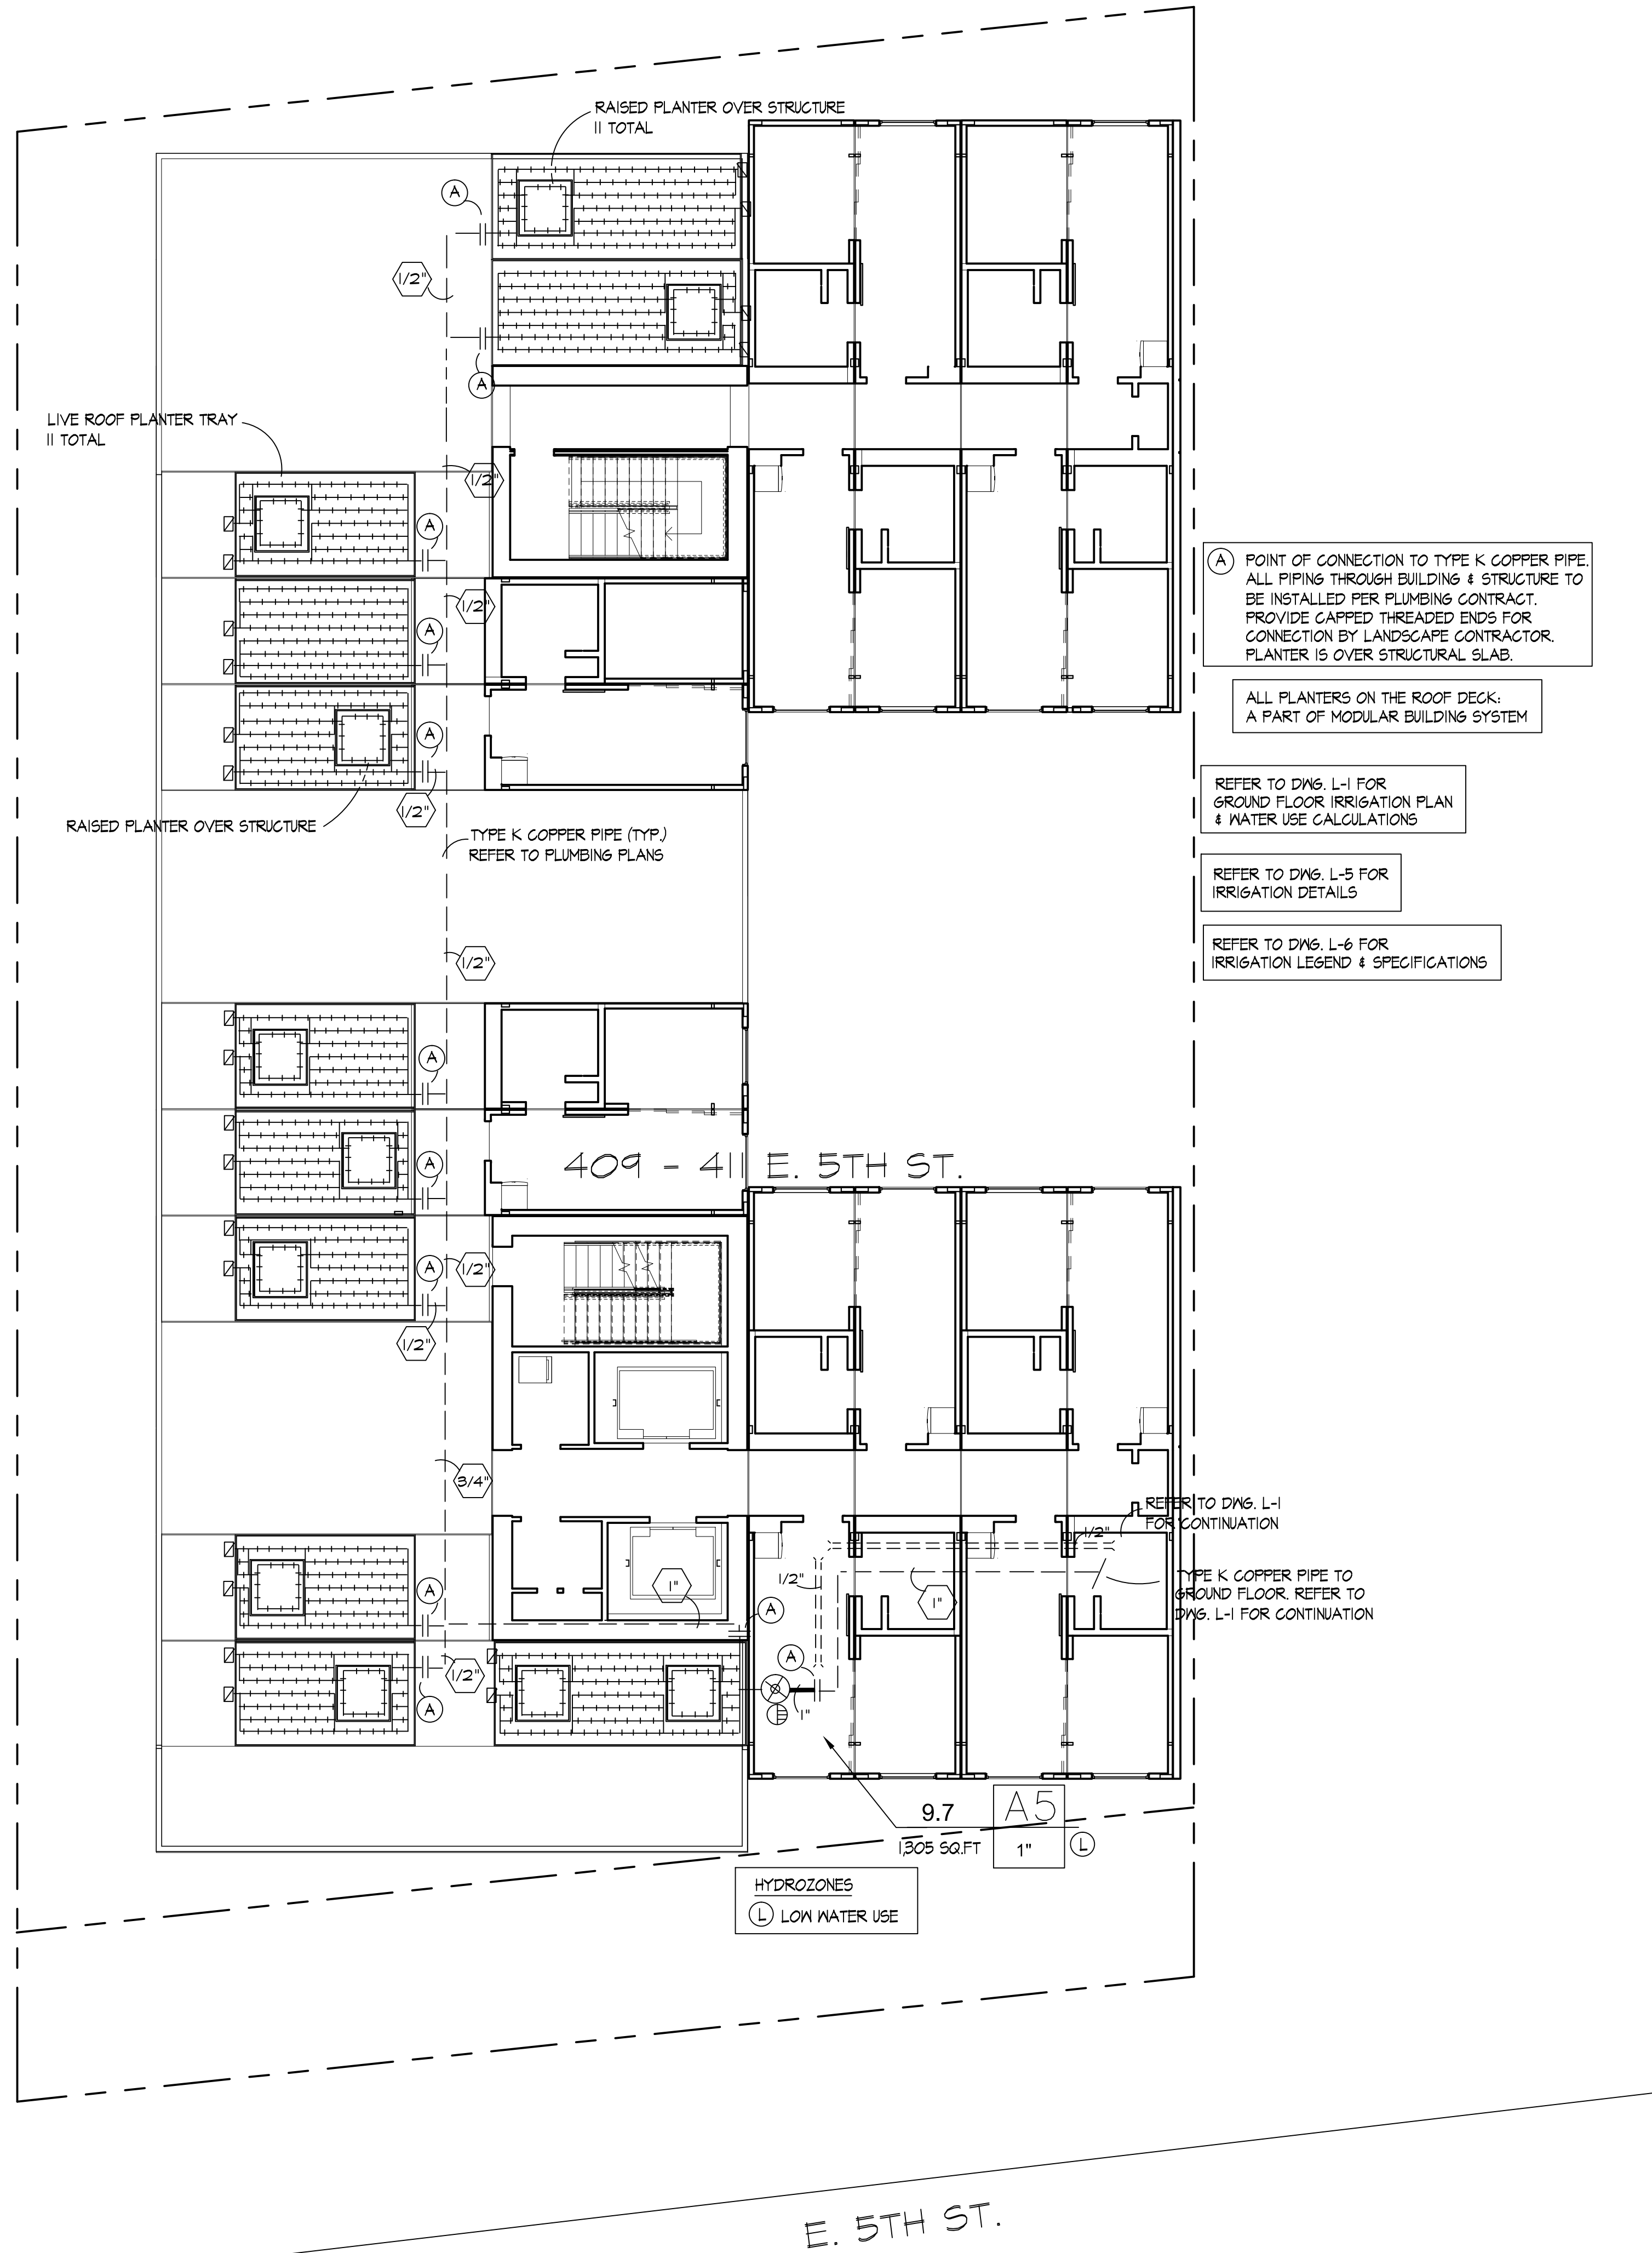 RAISED PLANTER OVER STRUCTURE
11 TOTAL
A
1/2"
A
LIVE ROOF PLANTER TRAY
11 TOTAL
1/2"
A
1/2"
A
A
1/2"
RAISED PLANTER OVER STRUCTURE
TYPE K COPPER PIPE (TYP.)
REFER TO PLUMBING PLANS
1/2"
A POINT OF CONNECTION TO TYPE K COPPER PIPE.
ALL PIPING THROUGH BUILDING & STRUCTURE TO
BE INSTALLED PER PLUMBING CONTRACT.
PROVIDE CAPPED THREADED ENDS FOR
CONNECTION BY LANDSCAPE CONTRACTOR.
PLANTER IS OVER STRUCTURAL SLAB.
ALL PLANTERS ON THE ROOF DECK:
A PART OF MODULAR BUILDING SYSTEM
REFER TO DWG. L-1 FOR
GROUND FLOOR IRRIGATION PLAN
& WATER USE CALCULATIONS
REFER TO DWG. L-5 FOR
IRRIGATION DETAILS
REFER TO DWG. L-6 FOR
IRRIGATION LEGEND & SPECIFICATIONS
A
A
409 - 411 E. 5TH ST.
A
1/2"
1/2"
3/4"
REFER TO DWG. L-1
FOR CONTINUATION
1/2"
TYPE K COPPER PIPE TO
GROUND FLOOR. REFER TO
DWG. L-1 FOR CONTINUATION
1/2"
1"
1"
A
A
A
1/2"
A
1"
9.7
A5
1,305 SQ.FT
1"
L
HYDROZONES
L LOW WATER USE
E. 5TH ST.